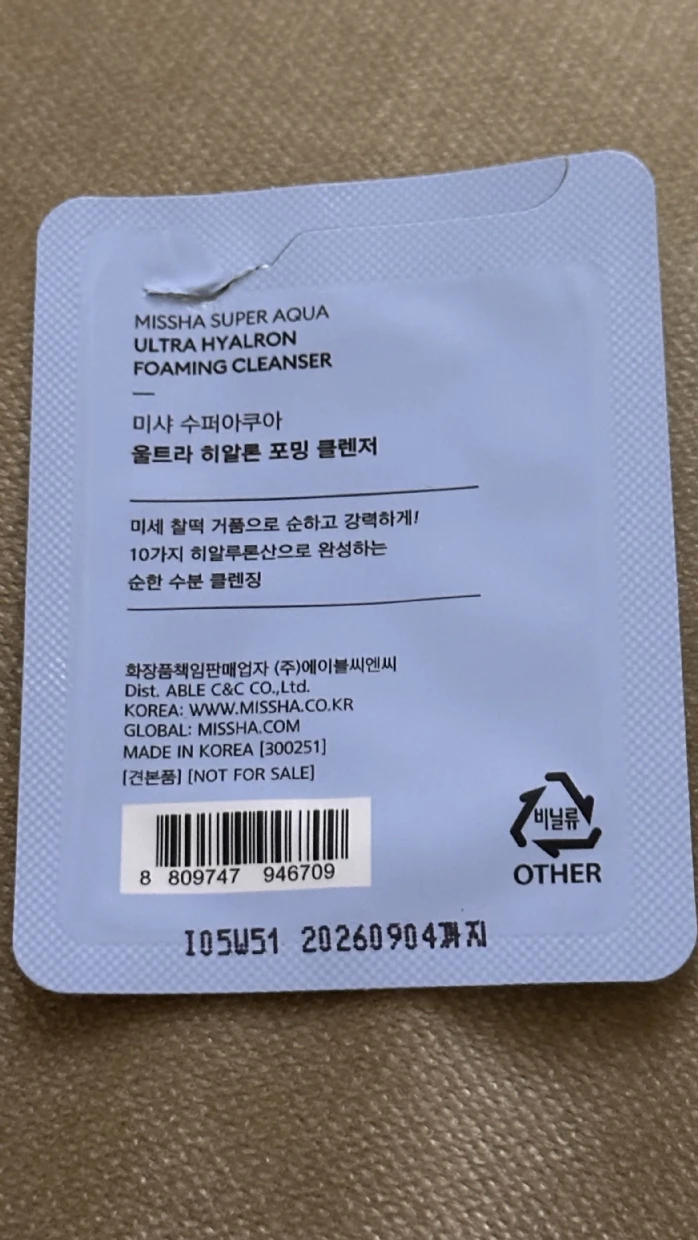 MISSHA SUPER AQUA
ULTRA HYALRON
FOAMING CLEANSER
미샤 수퍼아쿠아
울트라 히알론 포밍 클렌저
미세 찰떡 거품으로 순하고 강력하게!
10가지 히알루론산으로 완성하는
순한 수분 클렌징
화장품책임판매업자 (주)에이블씨엔씨
Dist. ABLE C&C CO.,Ltd.
KOREA: WWW.MISSHA.CO.KR
GLOBAL: MISSHA.COM
MADE IN KOREA [300251]
[견본품] [NOT FOR SALE]
8 809747 946709
비닐류
OTHER
I05W51 20260904까지